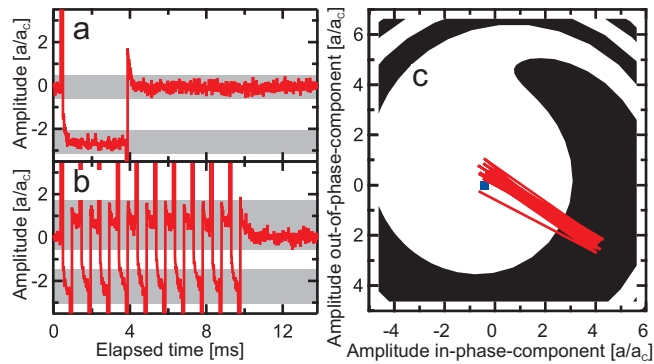 a
Amplitude [a/a_c]
2
0
-2
b
Amplitude [a/a_c]
2
0
-2
0
4
8
12
Elapsed time [ms]
c
Amplitude out-of-phase-component [a/a_c]
6
4
2
0
2
4
-4
-2
0
2
4
6
Amplitude in-phase-component [a/a_c]